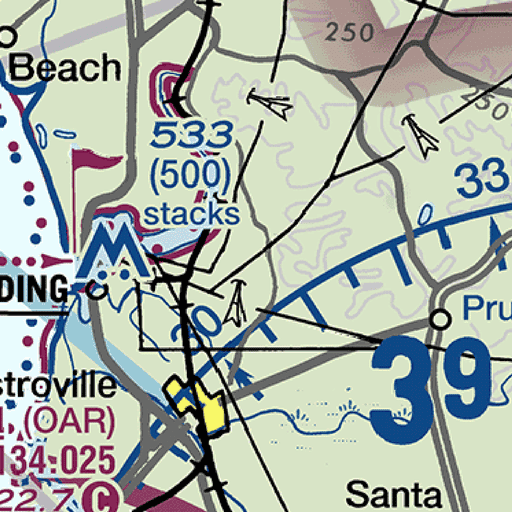 250
Beach
250
533
(500)
stacks
33
DING
20
Pru
stroville
39
(OAR)
134.025
22.7 C
Santa